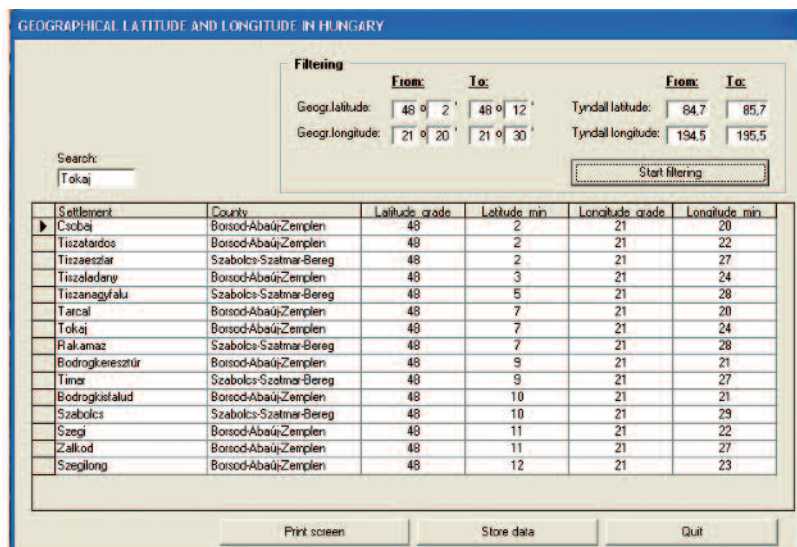 GEOGRAPHICAL LATITUDE AND LONGITUDE IN HUNGARY
Filtering
From: To: From: To:
Geogr.latitude: 48 o 2 ' 48 o 12 ' Tyndall latitude: 84,7 85,7
Geogr.longitude: 21 o 20 ' 21 o 30 ' Tyndall longitude: 194,5 195,5
Search:
Tokaj
Start filtering
Settlement County Latitude_grade Latitude_min Longitude_grade Longitude_min
Csobaj Borsod-Abaúj-Zemplen 48 2 21 20
Tiszatardos Borsod-Abaúj-Zemplen 48 2 21 22
Tiszaeszlar Szabolcs-Szatmar-Bereg 48 2 21 27
Tiszaladany Borsod-Abaúj-Zemplen 48 3 21 24
Tiszanagyfalu Szabolcs-Szatmar-Bereg 48 5 21 28
Tarcal Borsod-Abaúj-Zemplen 48 7 21 20
Tokaj Borsod-Abaúj-Zemplen 48 7 21 24
Rakamaz Szabolcs-Szatmar-Bereg 48 7 21 28
Bodrogkeresztúr Borsod-Abaúj-Zemplen 48 9 21 21
Timar Szabolcs-Szatmar-Bereg 48 9 21 27
Bodrogkisfalud Borsod-Abaúj-Zemplen 48 10 21 21
Szabolcs Szabolcs-Szatmar-Bereg 48 10 21 29
Szegi Borsod-Abaúj-Zemplen 48 11 21 22
Zalkod Borsod-Abaúj-Zemplen 48 11 21 27
Szegilong Borsod-Abaúj-Zemplen 48 12 21 23
Print screen Store data Quit